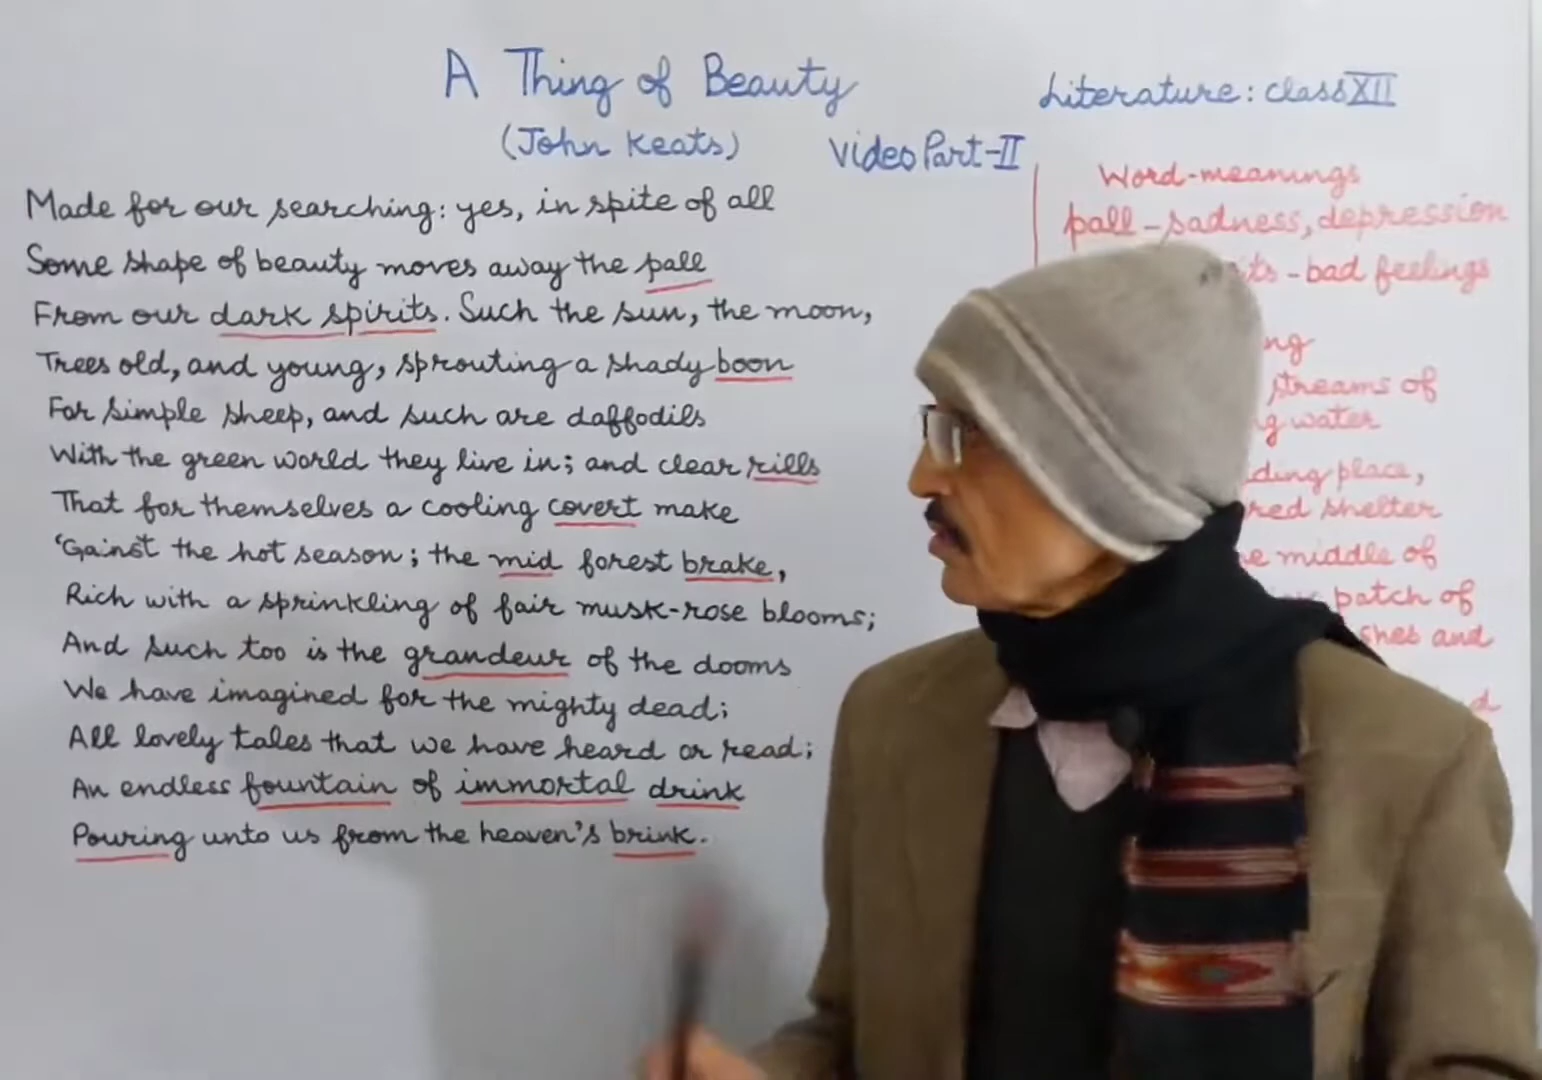 A Thing of Beauty
(John Keats)
Video Part-II
Literature: class XII
Made for our searching: yes, in spite of all
Some shape of beauty moves away the pall
From our dark spirits. Such the sun, the moon,
Trees old, and young, sprouting a shady boon
For simple sheep, and such are daffodils
With the green world they live in; and clear rills
That for themselves a cooling covert make
'Gainst the hot season; the mid forest brake,
Rich with a sprinkling of fair musk-rose blooms;
And such too is the grandeur of the dooms
We have imagined for the mighty dead;
All lovely tales that we have heard or read;
An endless fountain of immortal drink
Pouring unto us from the heaven's brink.
Word-meanings
pall - sadness, depression
- bad feelings
streams of
water
place,
shelter
middle of
patch of
and